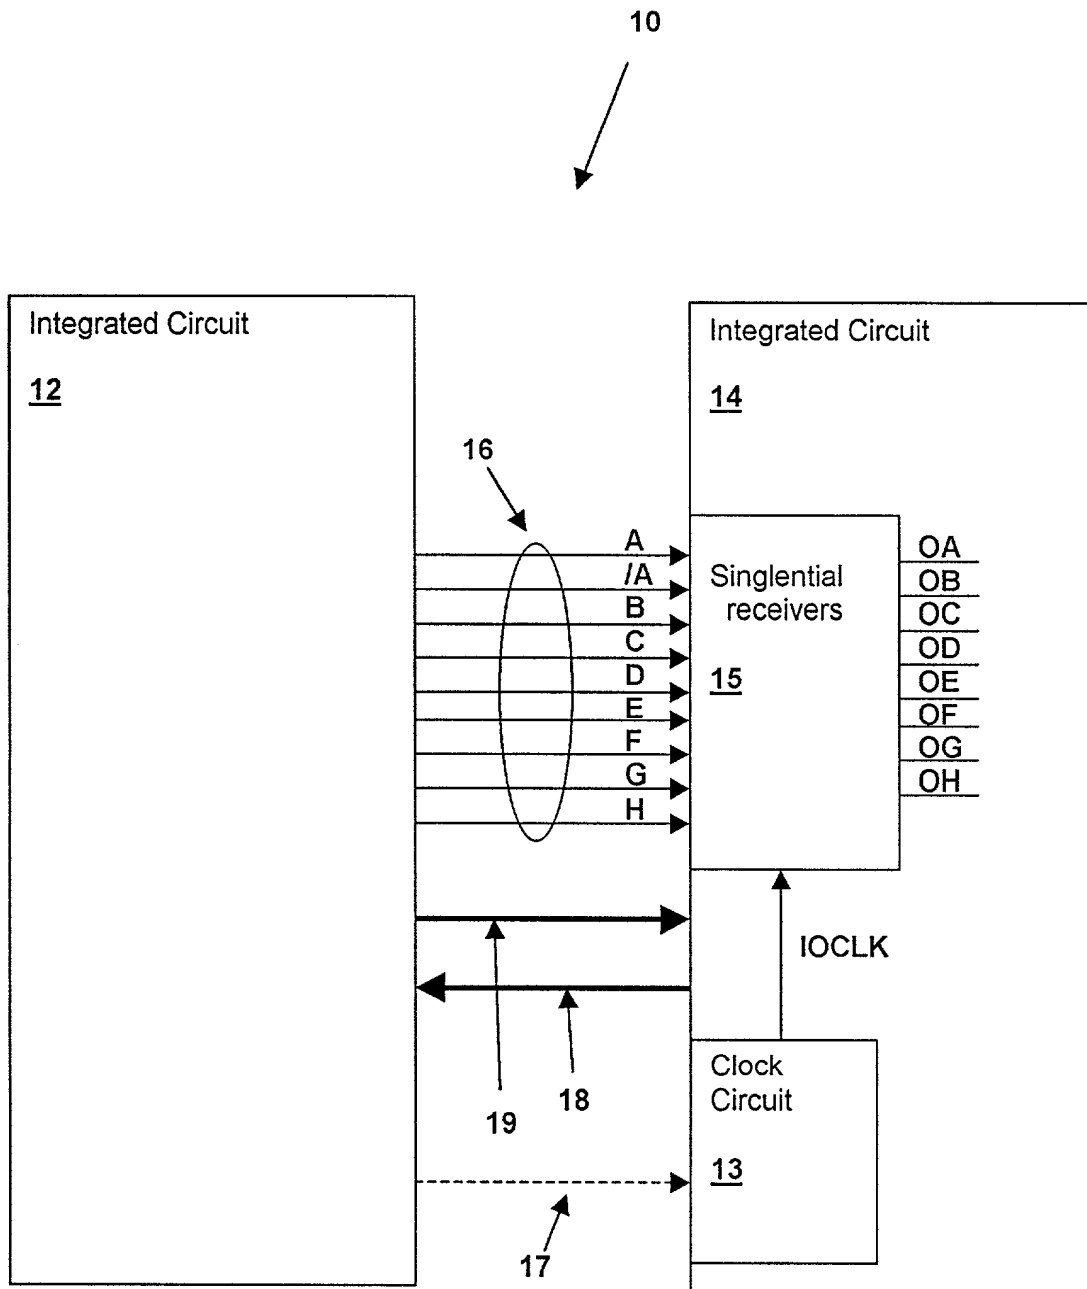 10
Integrated Circuit
12
Integrated Circuit
14
16
A
/A
B
C
D
E
F
G
H
Singlential
receivers
15
OA
OB
OC
OD
OE
OF
OG
OH
IOCLK
19
18
Clock
Circuit
13
17